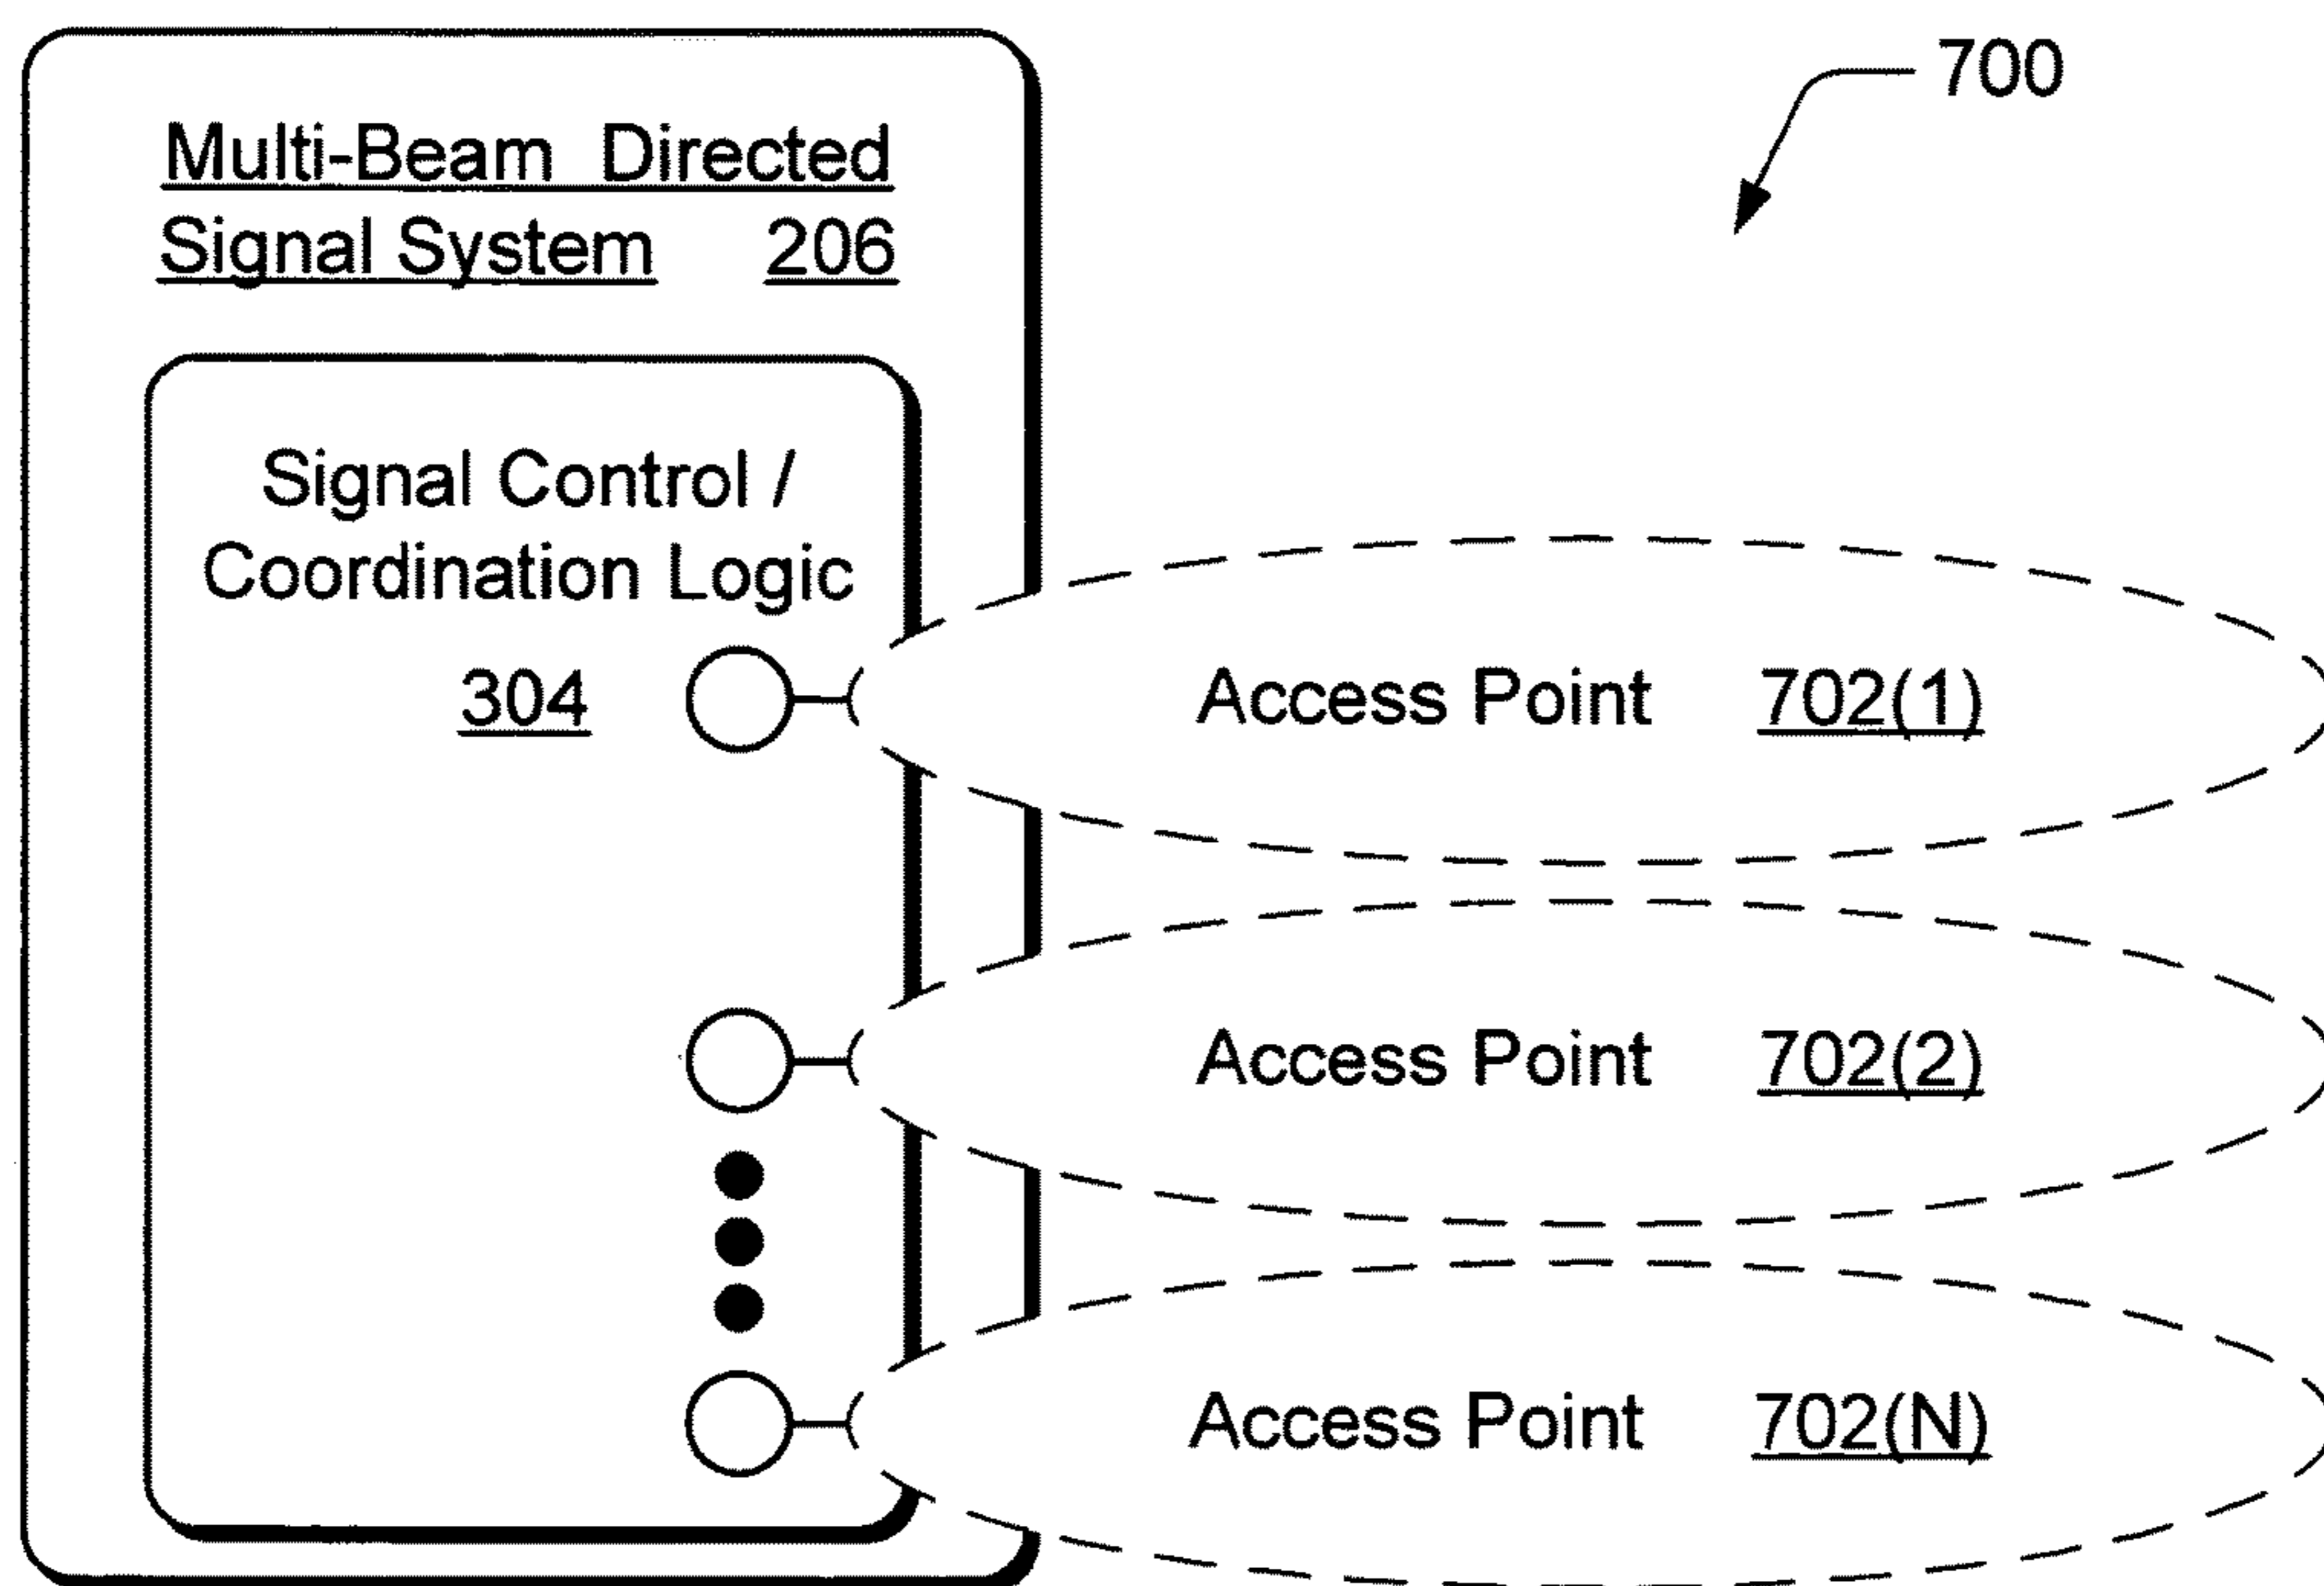 700
Multi-Beam Directed
Signal System 206
Signal Control /
Coordination Logic
304
Access Point 702(1)
Access Point 702(2)
Access Point 702(N)